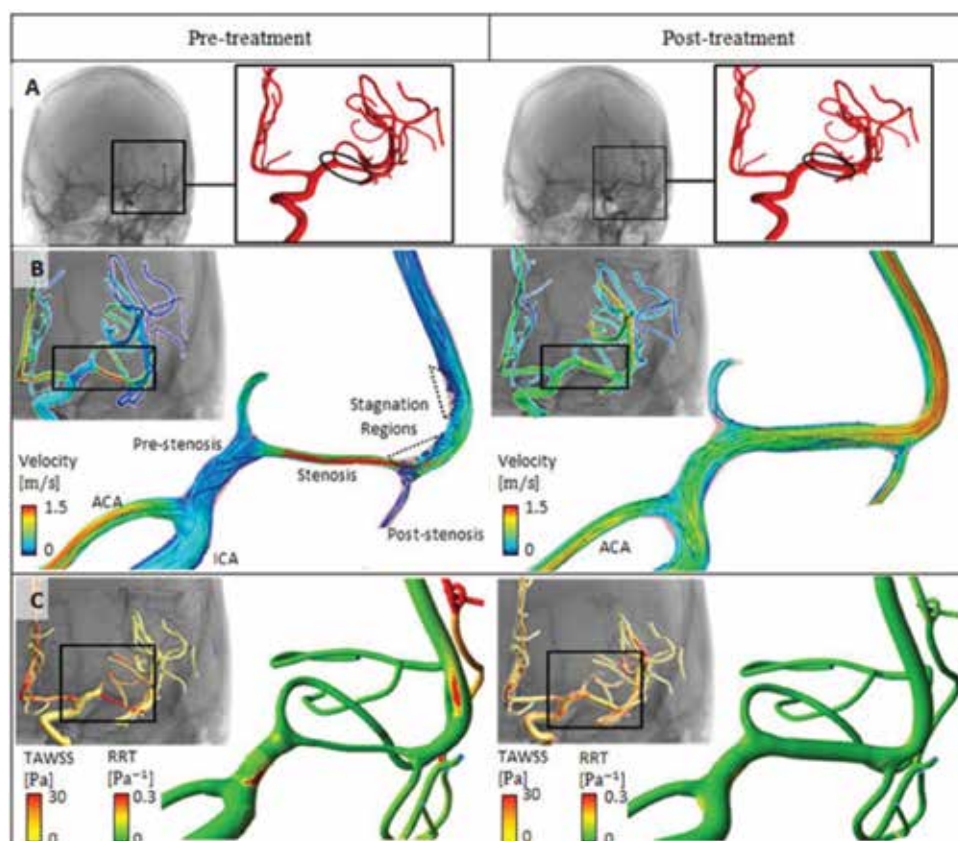 Pre-treatment
Post-treatment
A
B
Pre-stenosis
Stagnation
Regions
Stenosis
Velocity
[m/s]
1.5
0
ACA
ICA
Post-stenosis
Velocity
[m/s]
1.5
0
ACA
C
TAWSS
[Pa]
30
0
RRT
[Pa⁻¹]
0.3
0
TAWSS
[Pa]
30
0
RRT
[Pa⁻¹]
0.3
0